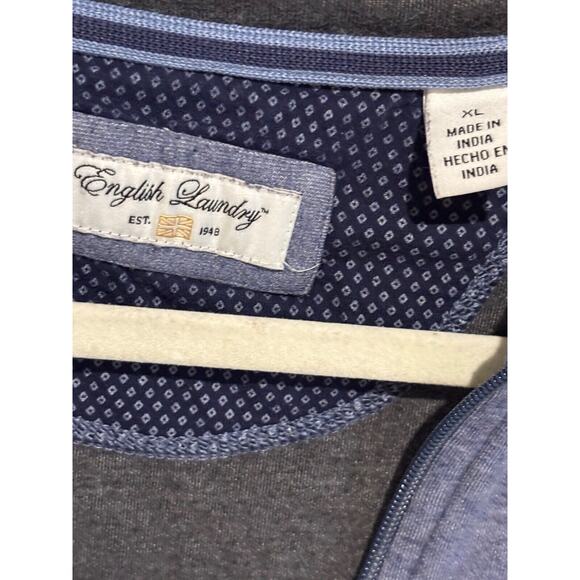 English Laundry™
EST. 1948
XL
MADE IN
INDIA
HECHO EN
INDIA